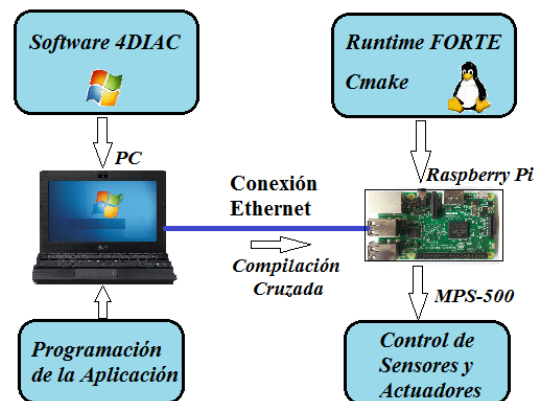 Software 4DIAC
Runtime FORTE
Cmake
PC
Raspberry Pi
Conexión
Ethernet
Compilación
Cruzada
MPS-500
Programación
de la Aplicación
Control de
Sensores y
Actuadores